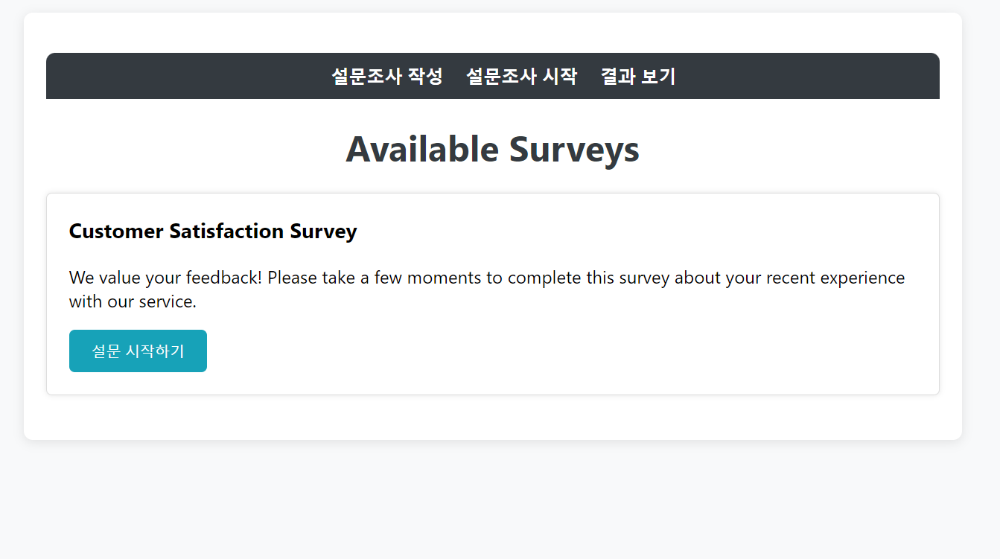 설문조사 작성 설문조사 시작 결과 보기
Available Surveys
Customer Satisfaction Survey
We value your feedback! Please take a few moments to complete this survey about your recent experience
with our service.
설문 시작하기